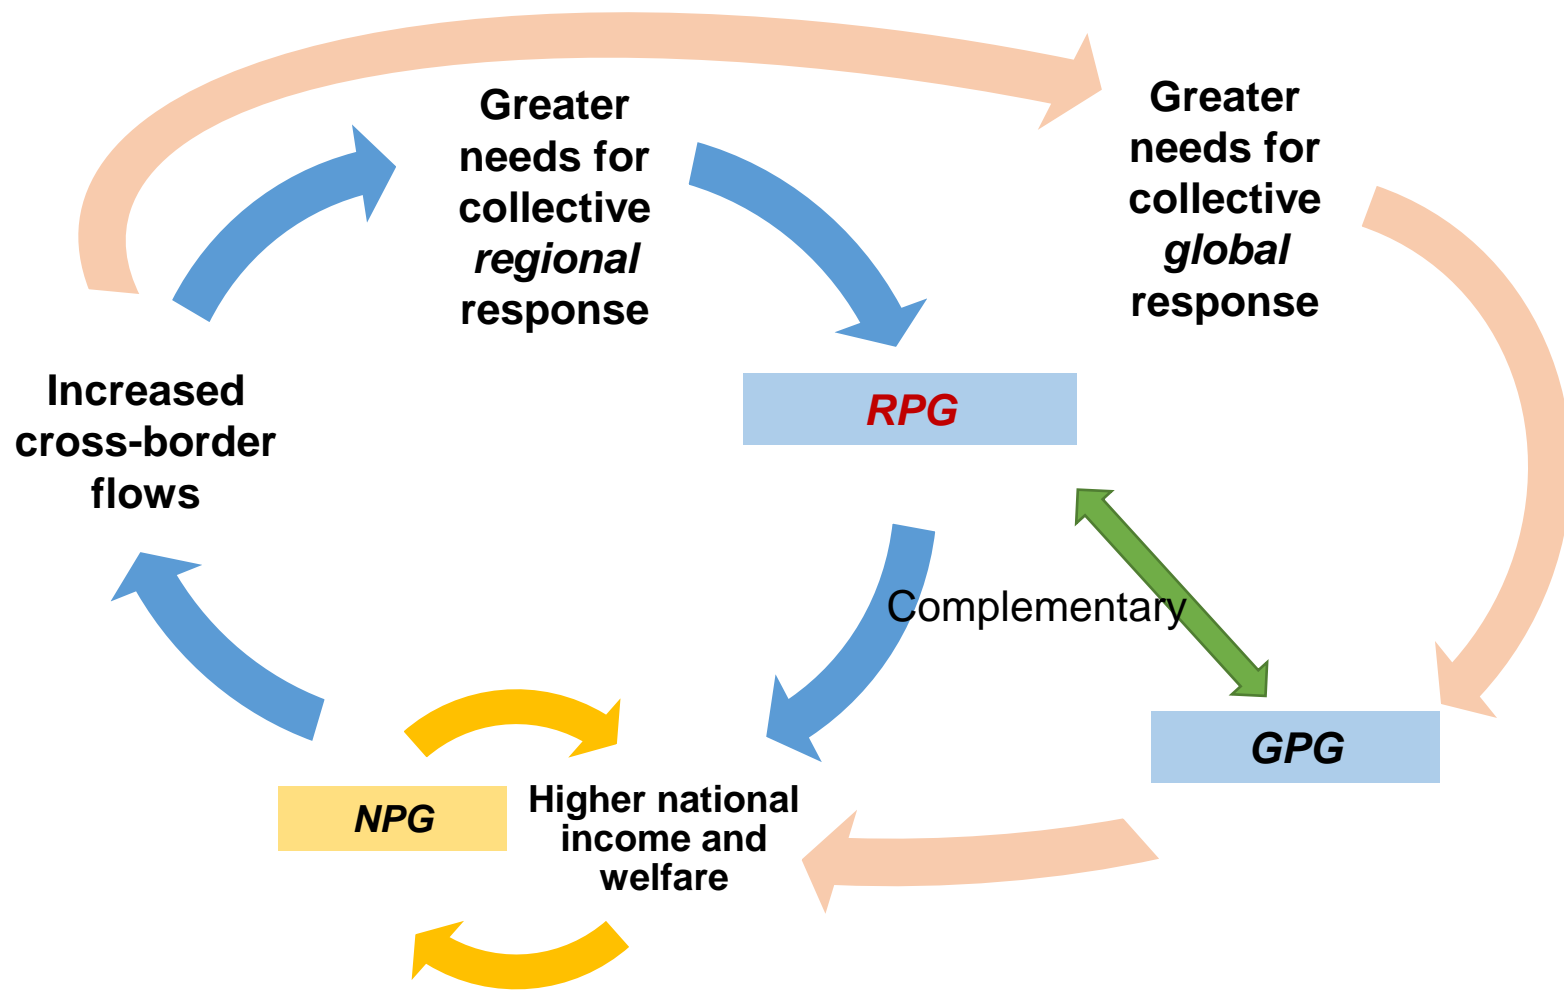 Greater
needs for
collective
regional
response
Greater
needs for
collective
global
response
Increased
cross-border
flows
RPG
Complementary
GPG
NPG
Higher national
income and
welfare